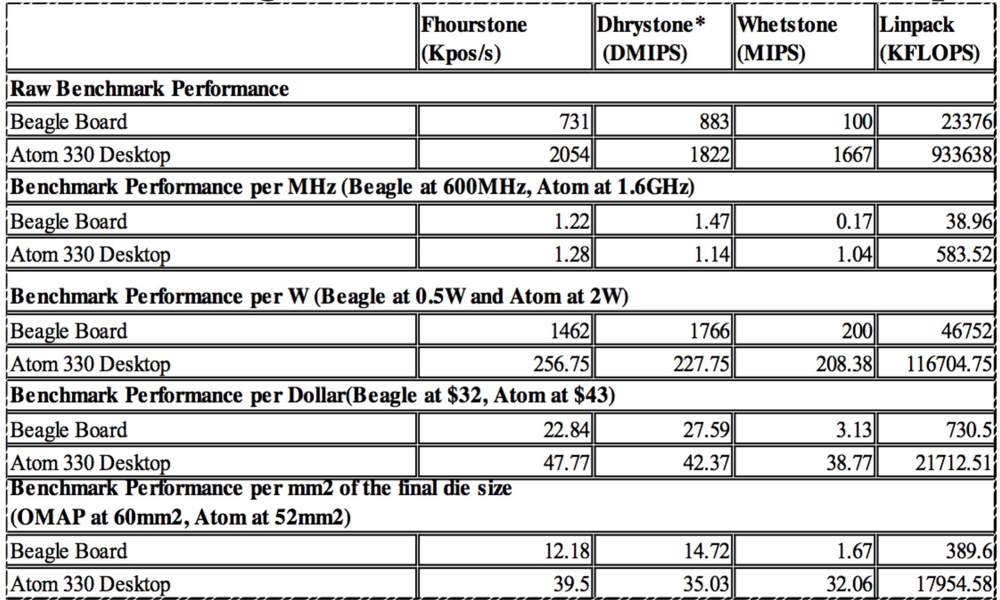 Fhourstone Dhrystone* Whetstone Linpack
(Kpos/s) (DMIPS) (MIPS) (KFLOPS)
Raw Benchmark Performance
Beagle Board 731 883 100 23376
Atom 330 Desktop 2054 1822 1667 933638
Benchmark Performance per MHz (Beagle at 600MHz, Atom at 1.6GHz)
Beagle Board 1.22 1.47 0.17 38.96
Atom 330 Desktop 1.28 1.14 1.04 583.52
Benchmark Performance per W (Beagle at 0.5W and Atom at 2W)
Beagle Board 1462 1766 200 46752
Atom 330 Desktop 256.75 227.75 208.38 116704.75
Benchmark Performance per Dollar(Beagle at $32, Atom at $43)
Beagle Board 22.84 27.59 3.13 730.5
Atom 330 Desktop 47.77 42.37 38.77 21712.51
Benchmark Performance per mm2 of the final die size
(OMAP at 60mm2, Atom at 52mm2)
Beagle Board 12.18 14.72 1.67 389.6
Atom 330 Desktop 39.5 35.03 32.06 17954.58